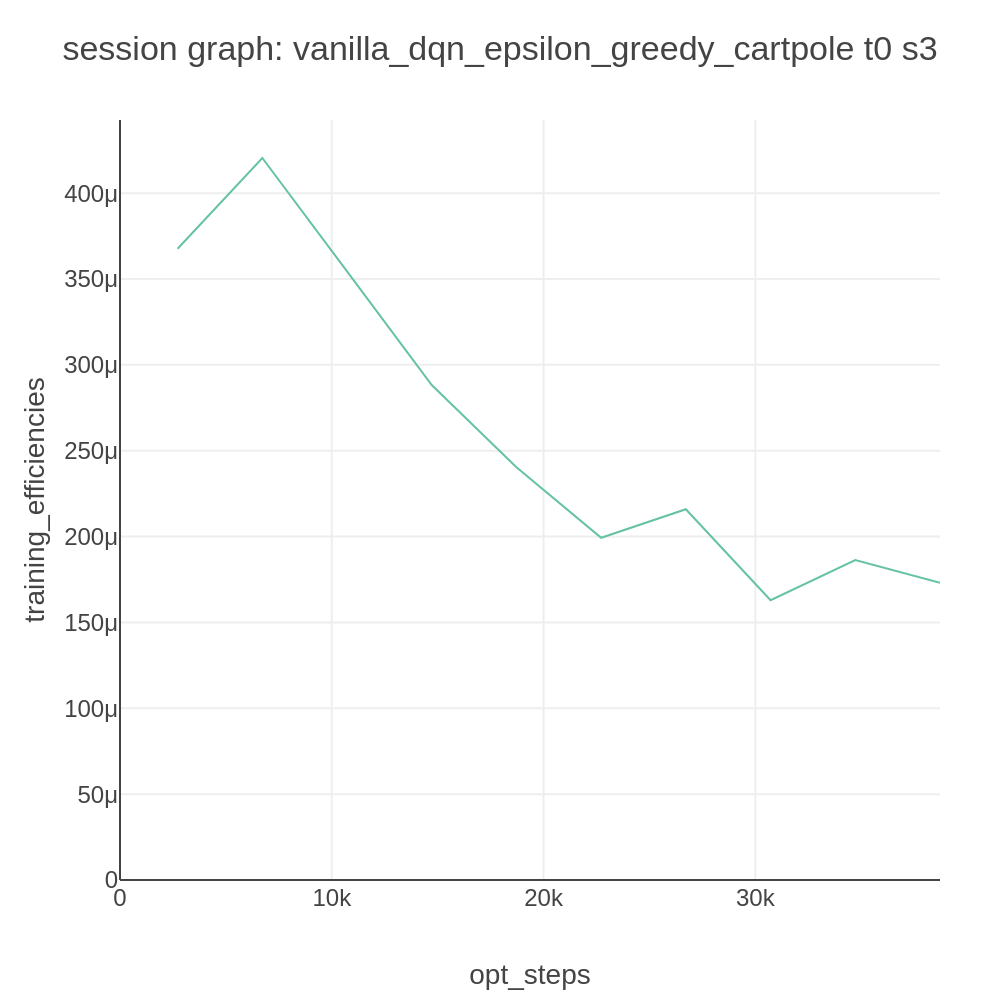 session graph: vanilla_dqn_epsilon_greedy_cartpole t0 s3
training_efficiencies
400μ
350μ
300μ
250μ
200μ
150μ
100μ
50μ
0
0
10k
20k
30k
opt_steps